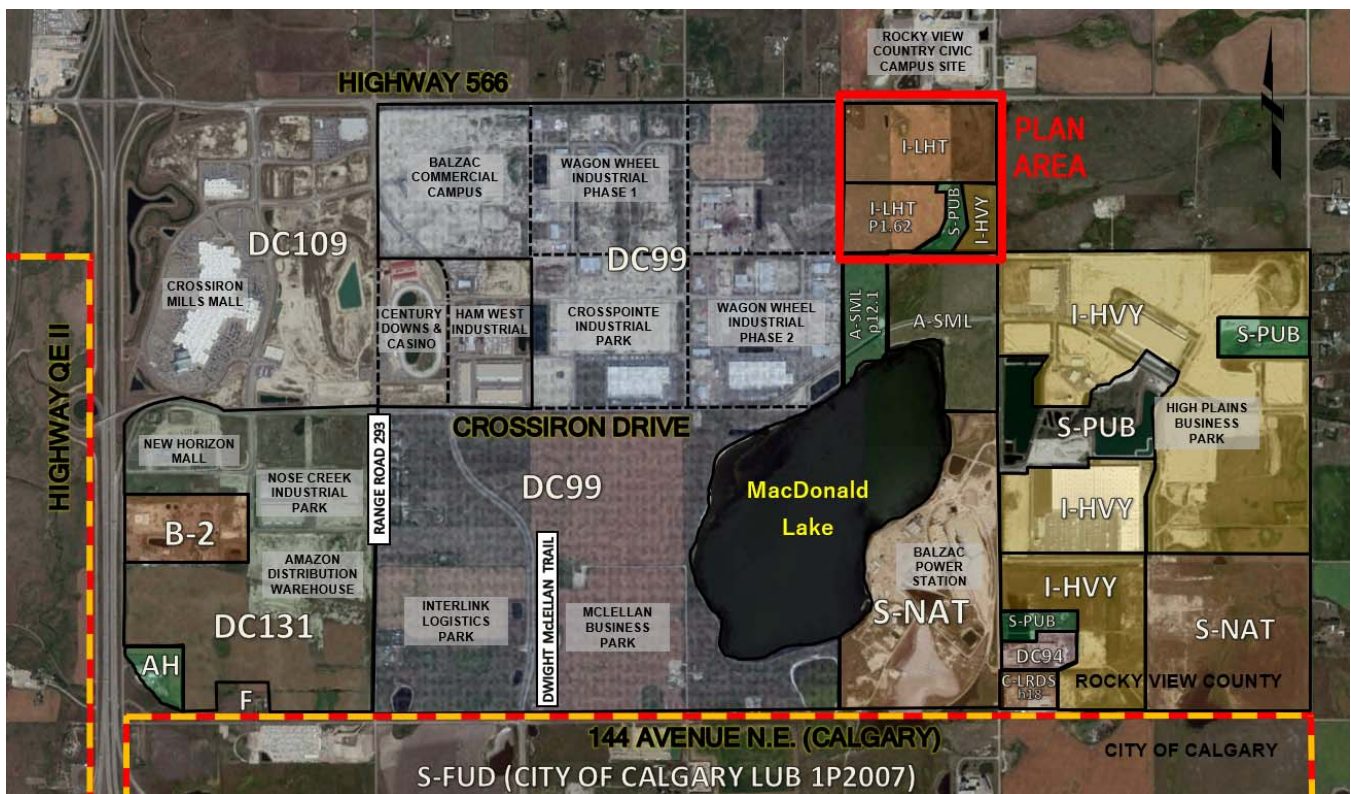 ROCKY VIEW
COUNTRY CIVIC
CAMPUS SITE
HIGHWAY 566
PLAN
AREA
I-LHT
BALZAC
COMMERCIAL
CAMPUS
WAGON WHEEL
INDUSTRIAL
PHASE 1
I-LHT
P1.62
S-PUB
I-HVY
DC109
DC99
CROSSIRON
MILLS MALL
CENTURY
DOWNS &
CASINO
HAM WEST
INDUSTRIAL
CROSSPOINTE
INDUSTRIAL
PARK
WAGON WHEEL
INDUSTRIAL
PHASE 2
A-SML
p12.1
A-SML
I-HVY
S-PUB
HIGHWAY QE II
NEW HORIZON
MALL
RANGE ROAD 293
CROSSIRON DRIVE
S-PUB
HIGH PLAINS
BUSINESS
PARK
NOSE CREEK
INDUSTRIAL
PARK
DC99
MacDonald
Lake
I-HVY
B-2
AMAZON
DISTRIBUTION
WAREHOUSE
BALZAC
POWER
STATION
DC131
INTERLINK
LOGISTICS
PARK
DWIGHT McLELLAN TRAIL
MCLELLAN
BUSINESS
PARK
S-NAT
I-HVY
S-PUB
S-NAT
DC94
AH
F
C-LRDS
h18
ROCKY VIEW COUNTY
144 AVENUE N.E. (CALGARY)
CITY OF CALGARY
S-FUD (CITY OF CALGARY LUB 1P2007)